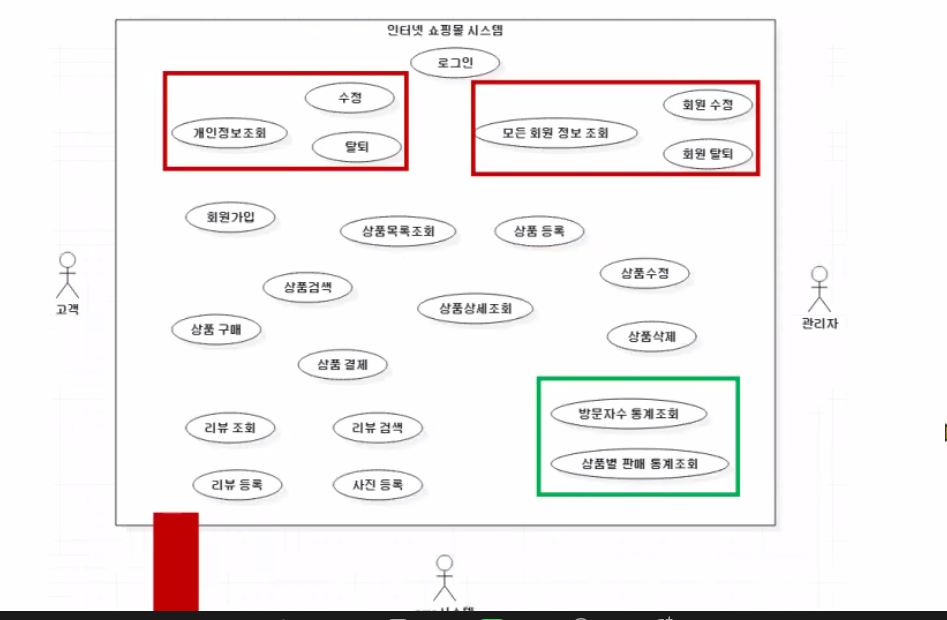 인터넷 쇼핑몰 시스템
로그인
수정
개인정보조회
탈퇴
회원 수정
모든 회원 정보 조회
회원 탈퇴
회원가입
상품목록조회
상품 등록
상품검색
상품수정
상품상세조회
고객
관리자
상품 구매
상품삭제
상품 결제
방문자수 통계조회
리뷰 조회
리뷰 검색
상품별 판매 통계조회
리뷰 등록
사진 등록